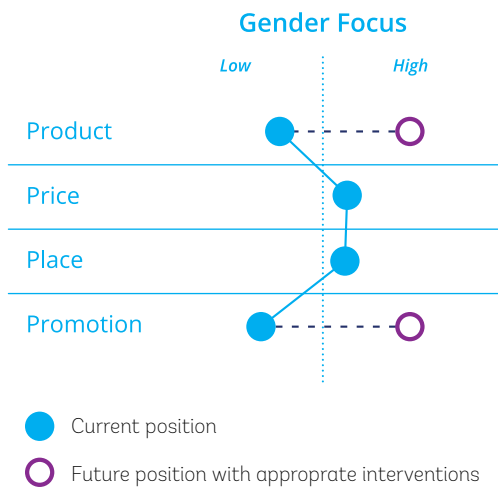 Gender Focus
Low High
Product
Price
Place
Promotion
Current position
Future position with approprate interventions